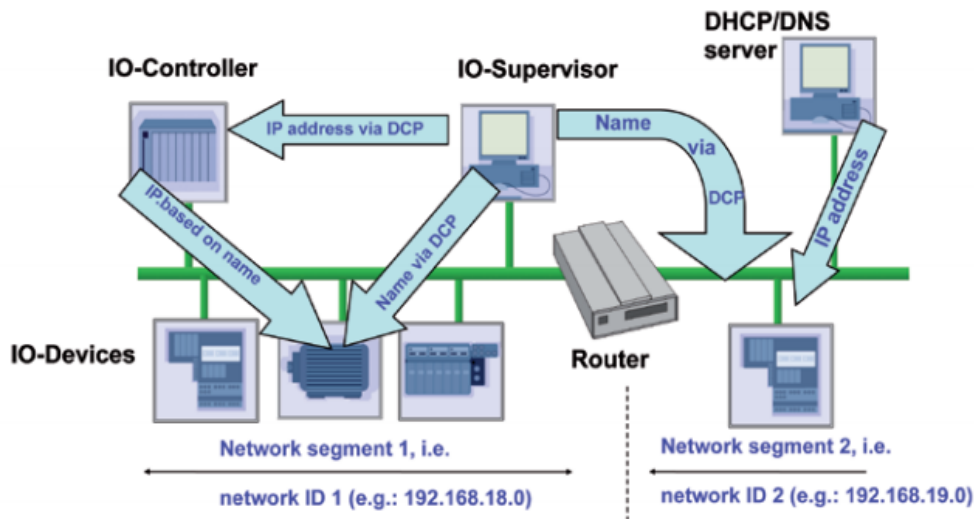 DHCP/DNS
server
IO-Controller
IO-Supervisor
IP address via DCP
Name
via
DCP
IP address
IP.based on name
Name via DCP
IO-Devices
Router
Network segment 1, i.e.
network ID 1 (e.g.: 192.168.18.0)
Network segment 2, i.e.
network ID 2 (e.g.: 192.168.19.0)